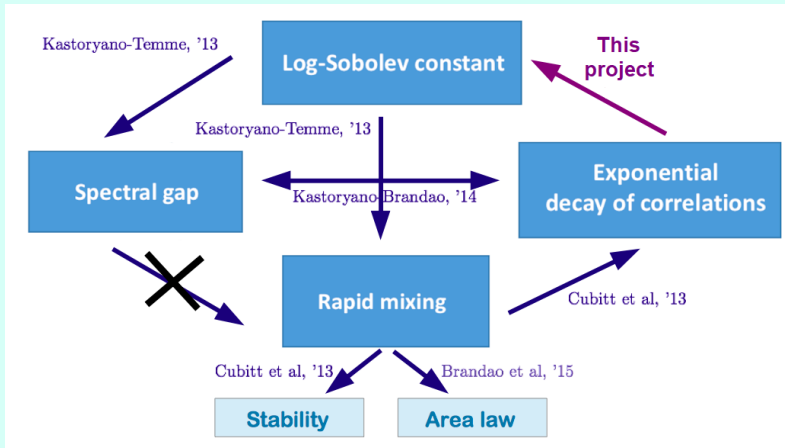 Kastoryano-Temme, '13
Log-Sobolev constant
This
project
Kastoryano-Temme, '13
Spectral gap
Kastoryano-Brandao, '14
Exponential
decay of correlations
Rapid mixing
Cubitt et al, '13
Cubitt et al, '13
Brandao et al, '15
Stability
Area law